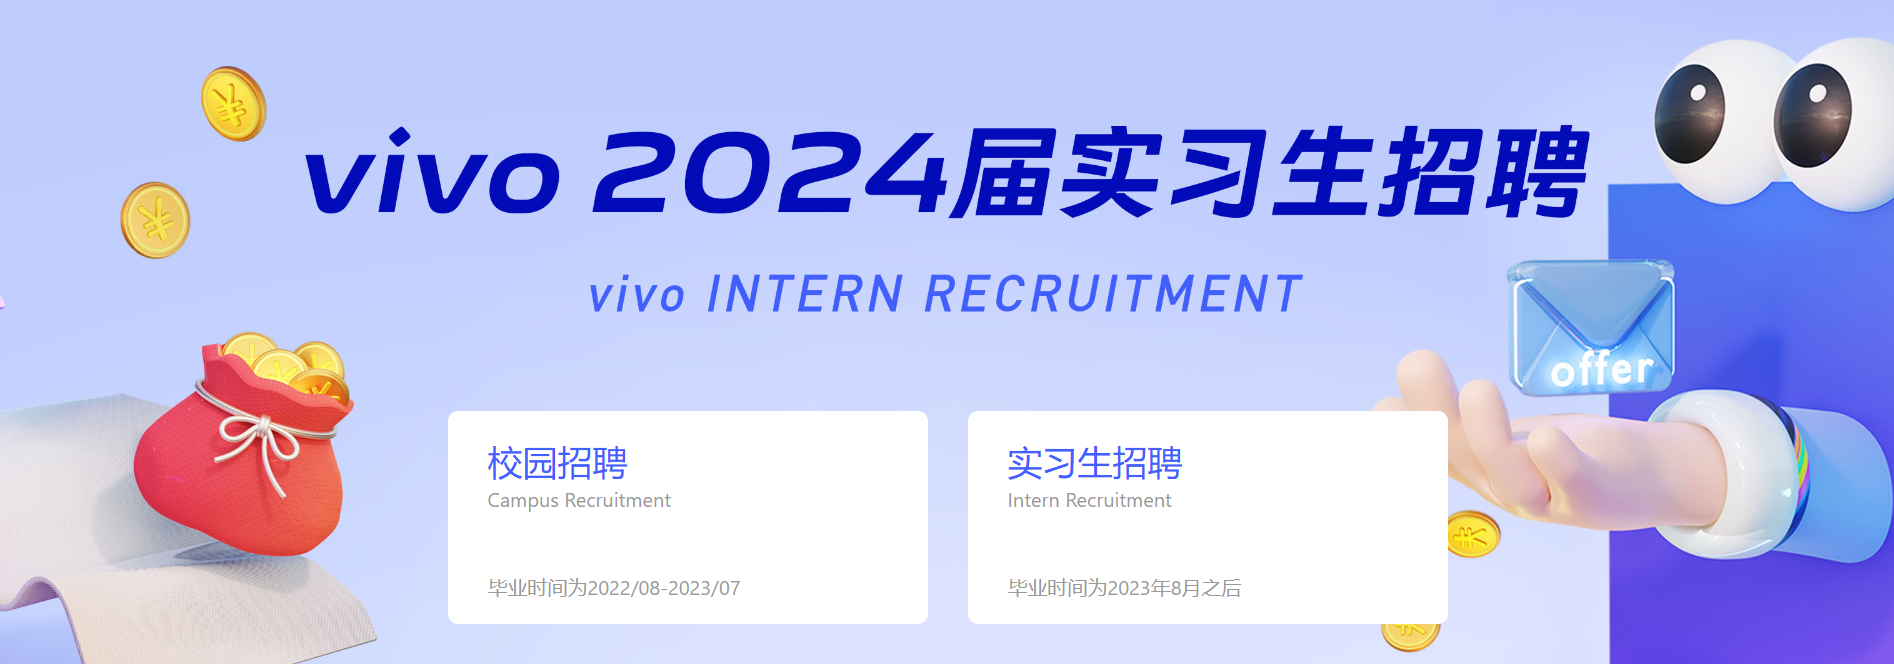 vivo 2024届实习生招聘
vivo INTERN RECRUITMENT
offer
校园招聘
Campus Recruitment
毕业时间为2022/08-2023/07
实习生招聘
Intern Recruitment
毕业时间为2023年8月之后